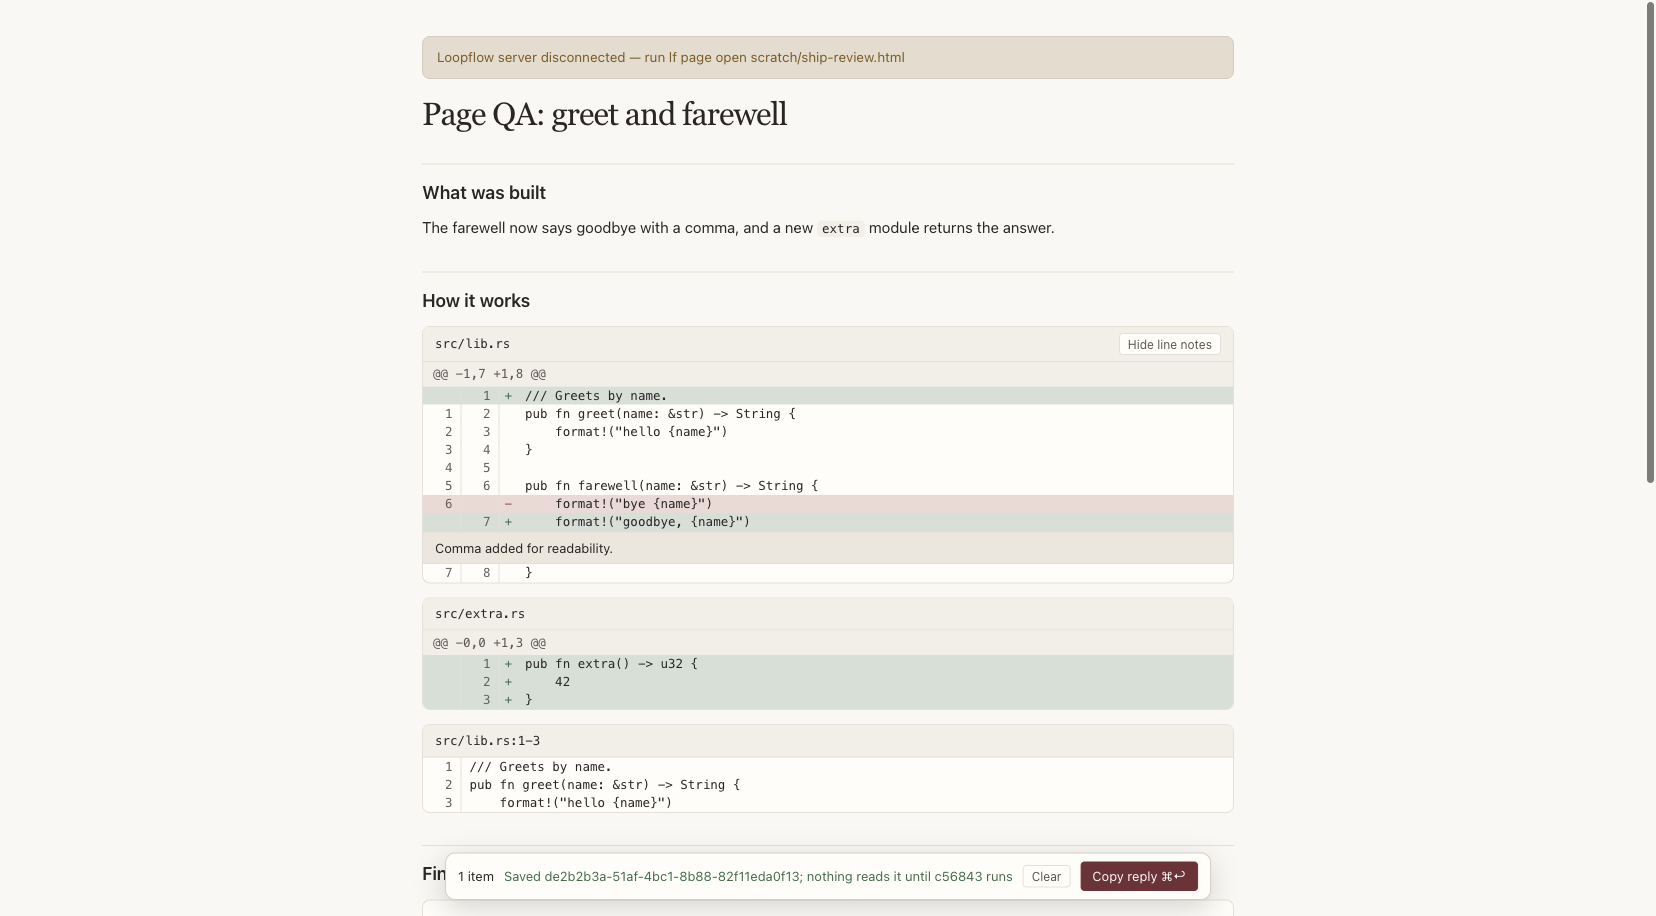 Loopflow server disconnected — run lf page open scratch/ship-review.html
Page QA: greet and farewell
What was built
The farewell now says goodbye with a comma, and a new extra module returns the answer.
How it works
src/lib.rs
Hide line notes
@@ −1,7 +1,8 @@
1 + /// Greets by name.
1 2 pub fn greet(name: &str) -> String {
2 3 format!("hello {name}")
3 4 }
4 5
5 6 pub fn farewell(name: &str) -> String {
6 − format!("bye {name}")
7 + format!("goodbye, {name}")
Comma added for readability.
7 8 }
src/extra.rs
@@ −0,0 +1,3 @@
1 + pub fn extra() -> u32 {
2 + 42
3 + }
src/lib.rs:1–3
1 /// Greets by name.
2 pub fn greet(name: &str) -> String {
3 format!("hello {name}")
Fin
1 item Saved de2b2b3a-51af-4bc1-8b88-82f11eda0f13; nothing reads it until c56843 runs Clear Copy reply ⌘↩